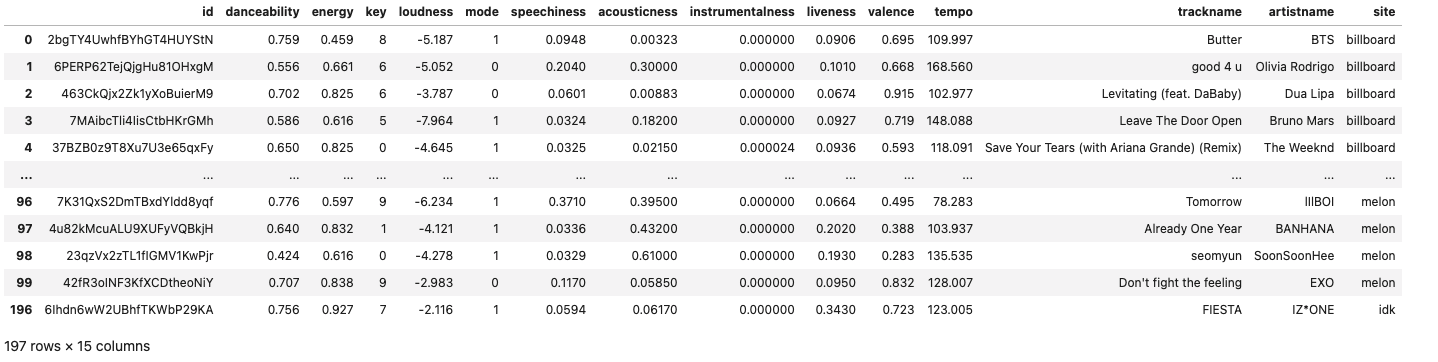 id danceability energy key loudness mode speechiness acousticness instrumentalness liveness valence tempo trackname artistname site
0 2bgTY4UwhfBYhGT4HUYStN 0.759 0.459 8 -5.187 1 0.0948 0.00323 0.000000 0.0906 0.695 109.997 Butter BTS billboard
1 6PERP62TejQjgHu81OHxgM 0.556 0.661 6 -5.052 0 0.2040 0.30000 0.000000 0.1010 0.668 168.560 good 4 u Olivia Rodrigo billboard
2 463CkQjx2Zk1yXoBuierM9 0.702 0.825 6 -3.787 0 0.0601 0.00883 0.000000 0.0674 0.915 102.977 Levitating (feat. DaBaby) Dua Lipa billboard
3 7MAibcTli4IisCtbHKrGMh 0.586 0.616 5 -7.964 1 0.0324 0.18200 0.000000 0.0927 0.719 148.088 Leave The Door Open Bruno Mars billboard
4 37BZB0z9T8Xu7U3e65qxFy 0.650 0.825 0 -4.645 1 0.0325 0.02150 0.000024 0.0936 0.593 118.091 Save Your Tears (with Ariana Grande) (Remix) The Weeknd billboard
... ... ... ... ... ... ... ... ... ... ... ... ... ... ... ...
96 7K31QxS2DmTBxdYIdd8yqf 0.776 0.597 9 -6.234 1 0.3710 0.39500 0.000000 0.0664 0.495 78.283 Tomorrow lIlBOI melon
97 4u82kMcuALU9XUFyVQBkjH 0.640 0.832 1 -4.121 1 0.0336 0.43200 0.000000 0.2020 0.388 103.937 Already One Year BANHANA melon
98 23qzVx2zTL1fIGMV1KwPjr 0.424 0.616 0 -4.278 1 0.0329 0.61000 0.000000 0.1930 0.283 135.535 seomyun SoonSoonHee melon
99 42fR3olNF3KfXCDtheoNiY 0.707 0.838 9 -2.983 0 0.1170 0.05850 0.000000 0.0950 0.832 128.007 Don't fight the feeling EXO melon
196 6Ihdn6wW2UBhfTKWbP29KA 0.756 0.927 7 -2.116 1 0.0594 0.06170 0.000000 0.3430 0.723 123.005 FIESTA IZ*ONE idk
197 rows × 15 columns